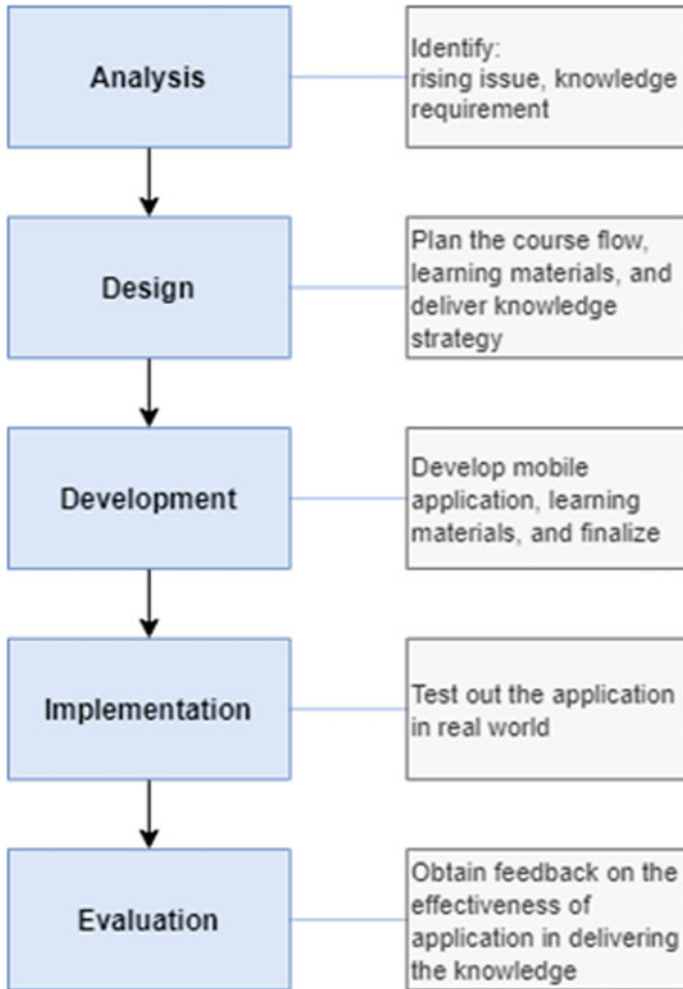 Analysis
Identify:
rising issue, knowledge
requirement
Design
Plan the course flow,
learning materials, and
deliver knowledge
strategy
Development
Develop mobile
application, learning
materials, and finalize
Implementation
Test out the application
in real world
Evaluation
Obtain feedback on the
effectiveness of
application in delivering
the knowledge